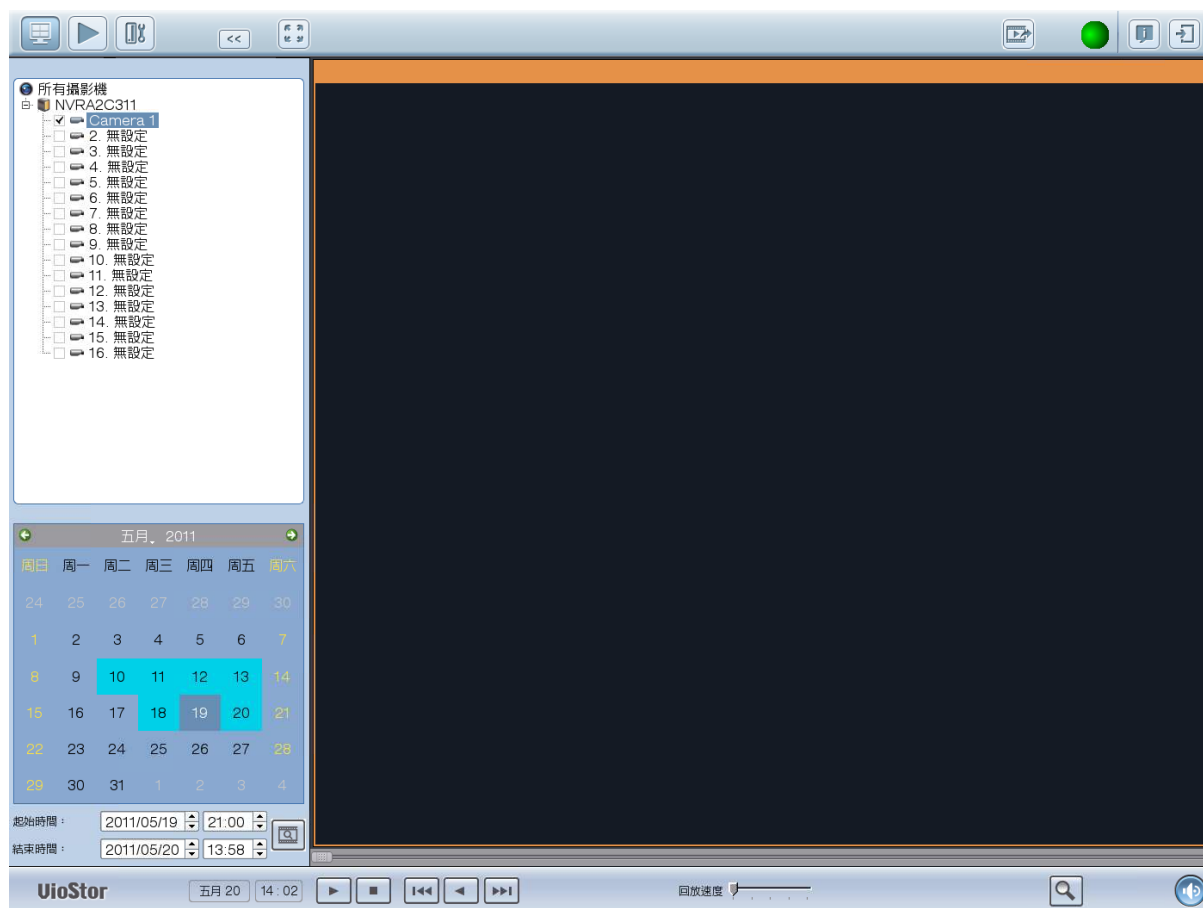 <<
所有攝影機
NVRA2C311
Camera 1
2. 無設定
3. 無設定
4. 無設定
5. 無設定
6. 無設定
7. 無設定
8. 無設定
9. 無設定
10. 無設定
11. 無設定
12. 無設定
13. 無設定
14. 無設定
15. 無設定
16. 無設定
五月, 2011
周日 周一 周二 周三 周四 周五 周六
24 25 26 27 28 29 30
1 2 3 4 5 6 7
8 9 10 11 12 13 14
15 16 17 18 19 20 21
22 23 24 25 26 27 28
29 30 31 1 2 3 4
起始時間： 2011/05/19 21:00
結束時間： 2011/05/20 13:58
VioStor 五月 20 14:02 回放速度